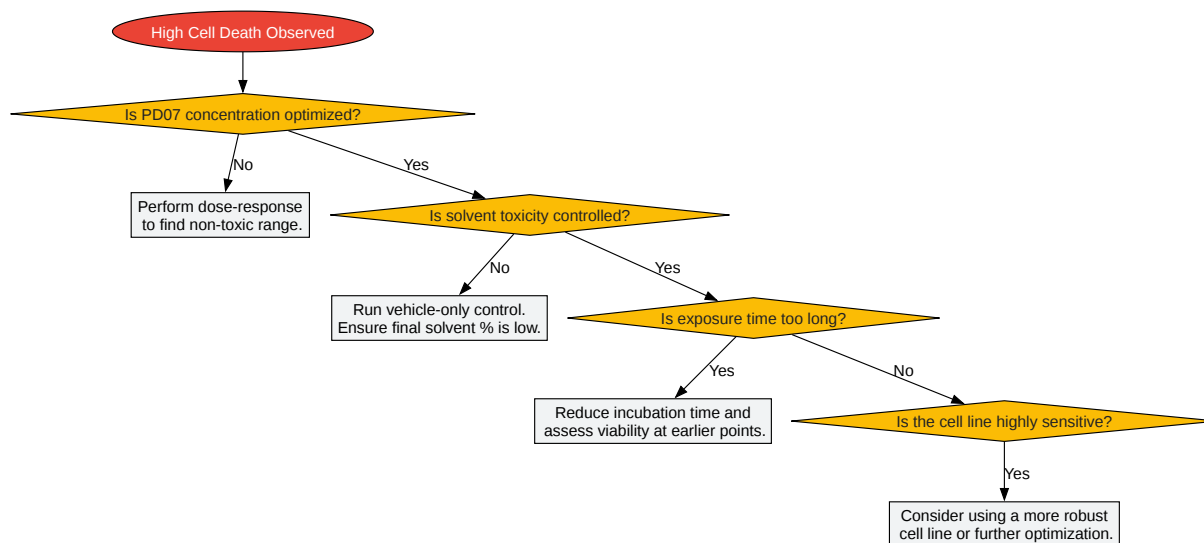 High Cell Death Observed
Is PD07 concentration optimized?
No
Yes
Perform dose-response
to find non-toxic range.
Is solvent toxicity controlled?
No
Yes
Run vehicle-only control.
Ensure final solvent % is low.
Is exposure time too long?
Yes
No
Reduce incubation time and
assess viability at earlier points.
Is the cell line highly sensitive?
Yes
Consider using a more robust
cell line or further optimization.